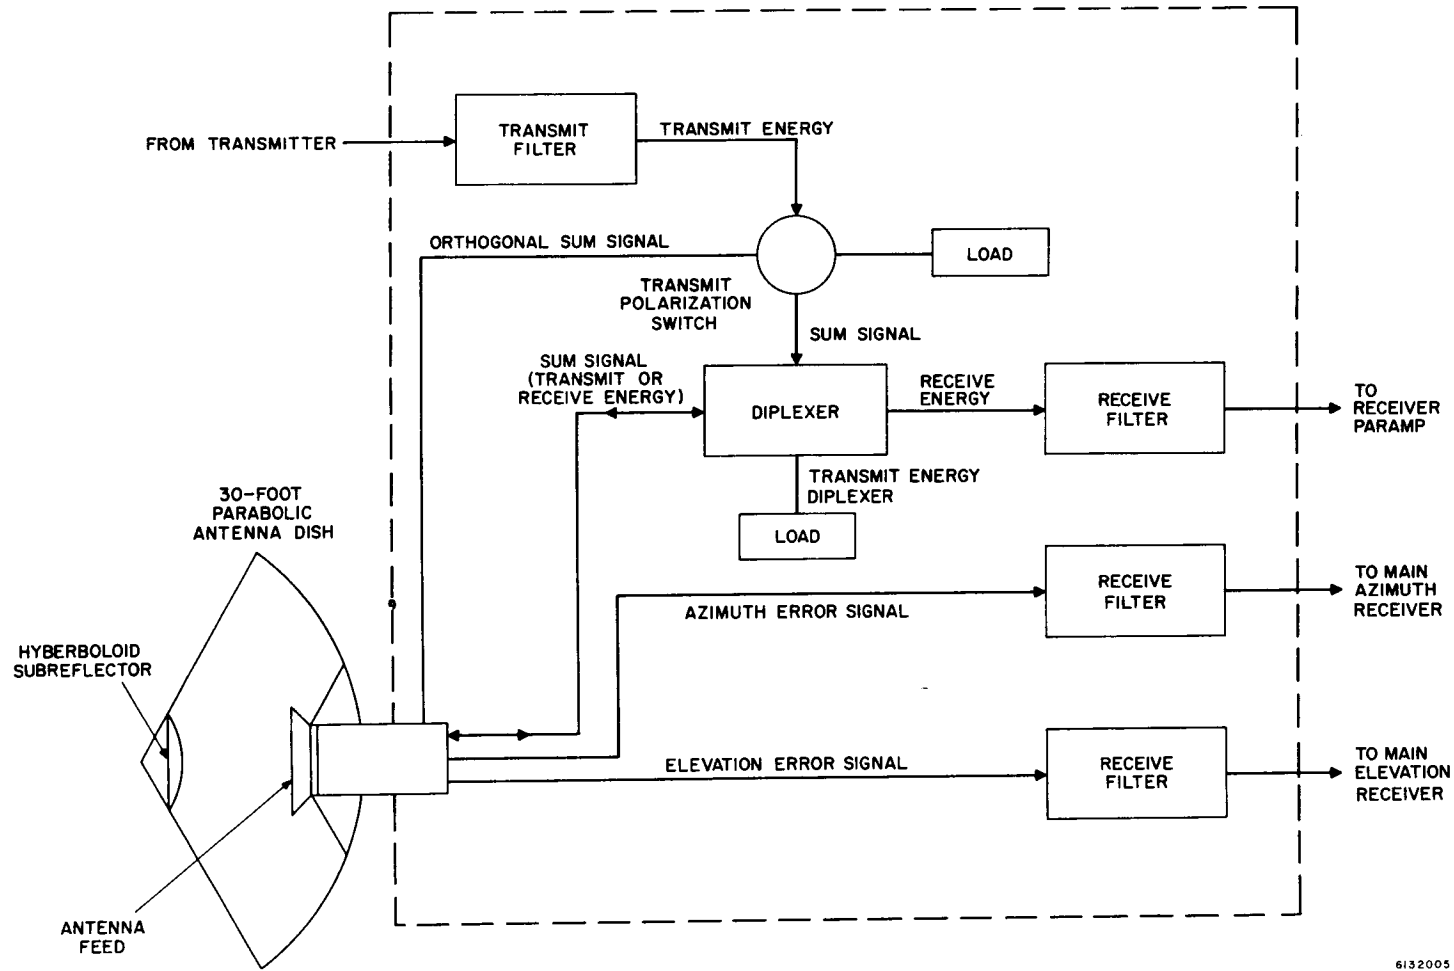 FROM TRANSMITTER
TRANSMIT
FILTER
TRANSMIT ENERGY
ORTHOGONAL SUM SIGNAL
LOAD
TRANSMIT
POLARIZATION
SWITCH
SUM SIGNAL
SUM SIGNAL
(TRANSMIT OR
RECEIVE ENERGY)
DIPLEXER
RECEIVE
ENERGY
RECEIVE
FILTER
TO
RECEIVER
PARAMP
TRANSMIT ENERGY
DIPLEXER
LOAD
30-FOOT
PARABOLIC
ANTENNA DISH
AZIMUTH ERROR SIGNAL
RECEIVE
FILTER
TO MAIN
AZIMUTH
RECEIVER
HYBERBOLOID
SUBREFLECTOR
ELEVATION ERROR SIGNAL
RECEIVE
FILTER
TO MAIN
ELEVATION
RECEIVER
ANTENNA
FEED
6132005